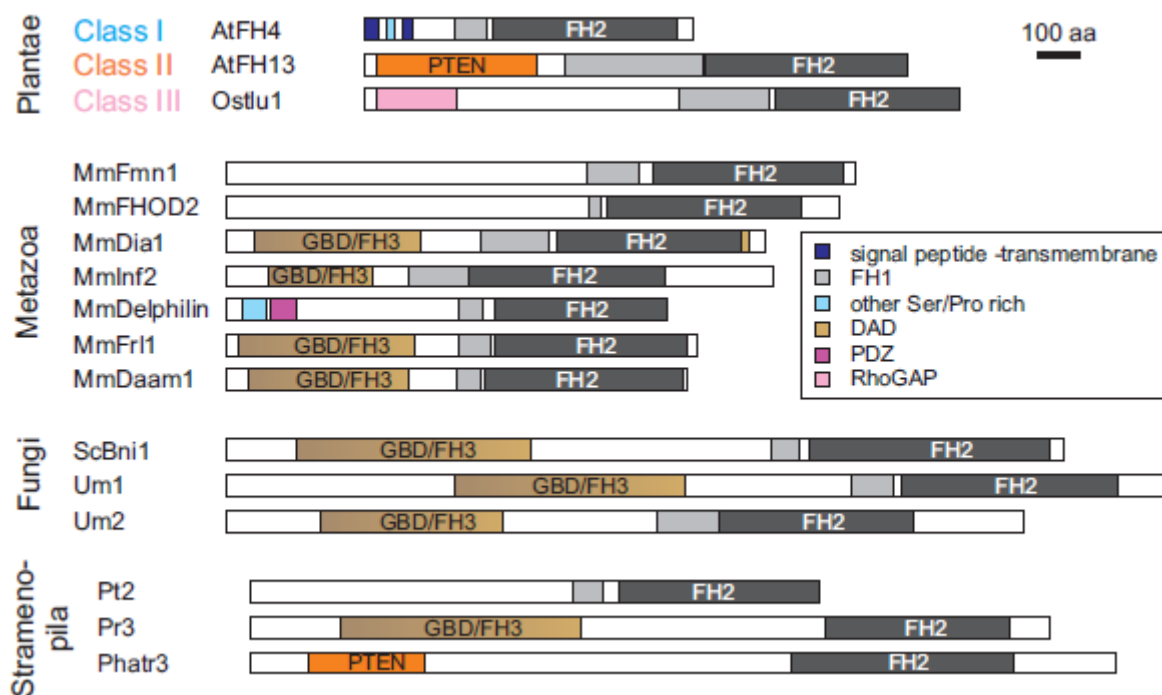 Plantae
Class I AtFH4 FH2
Class II AtFH13 PTEN FH2
Class III Ostlu1 FH2
100 aa
Metazoa
MmFmn1 FH2
MmFHOD2 FH2
MmDia1 GBD/FH3 FH2
MmInf2 GBD/FH3 FH2
MmDelphilin FH2
MmFrl1 GBD/FH3 FH2
MmDaam1 GBD/FH3 FH2
signal peptide -transmembrane
FH1
other Ser/Pro rich
DAD
PDZ
RhoGAP
Fungi
ScBni1 GBD/FH3 FH2
Um1 GBD/FH3 FH2
Um2 GBD/FH3 FH2
Strameno-
pila
Pt2 FH2
Pr3 GBD/FH3 FH2
Phatr3 PTEN FH2